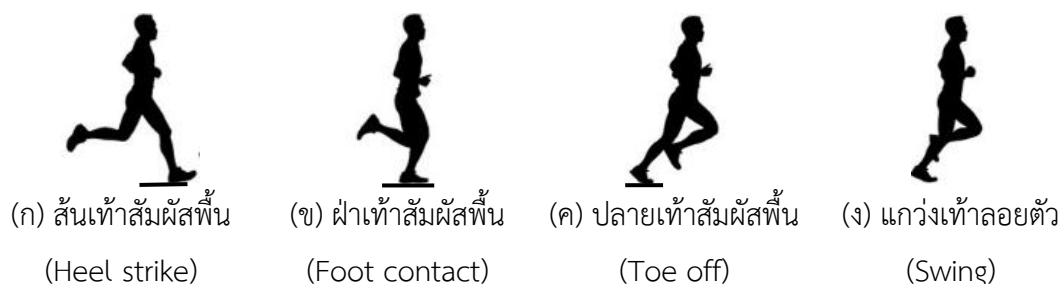 (ก) ส้นเท้าสัมผัสพื้น (ข) ฝ่าเท้าสัมผัสพื้น (ค) ปลายเท้าสัมผัสพื้น (ง) แกว่งเท้าลอยตัว
(Heel strike) (Foot contact) (Toe off) (Swing)